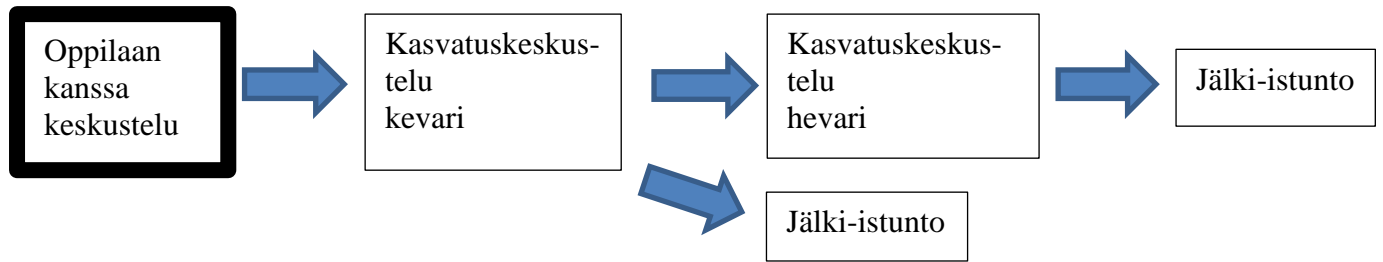 Oppilaan
kanssa
keskustelu
Kasvatuskeskus-
telu
kevari
Kasvatuskeskus-
telu
hevari
Jälki-istunto
Jälki-istunto